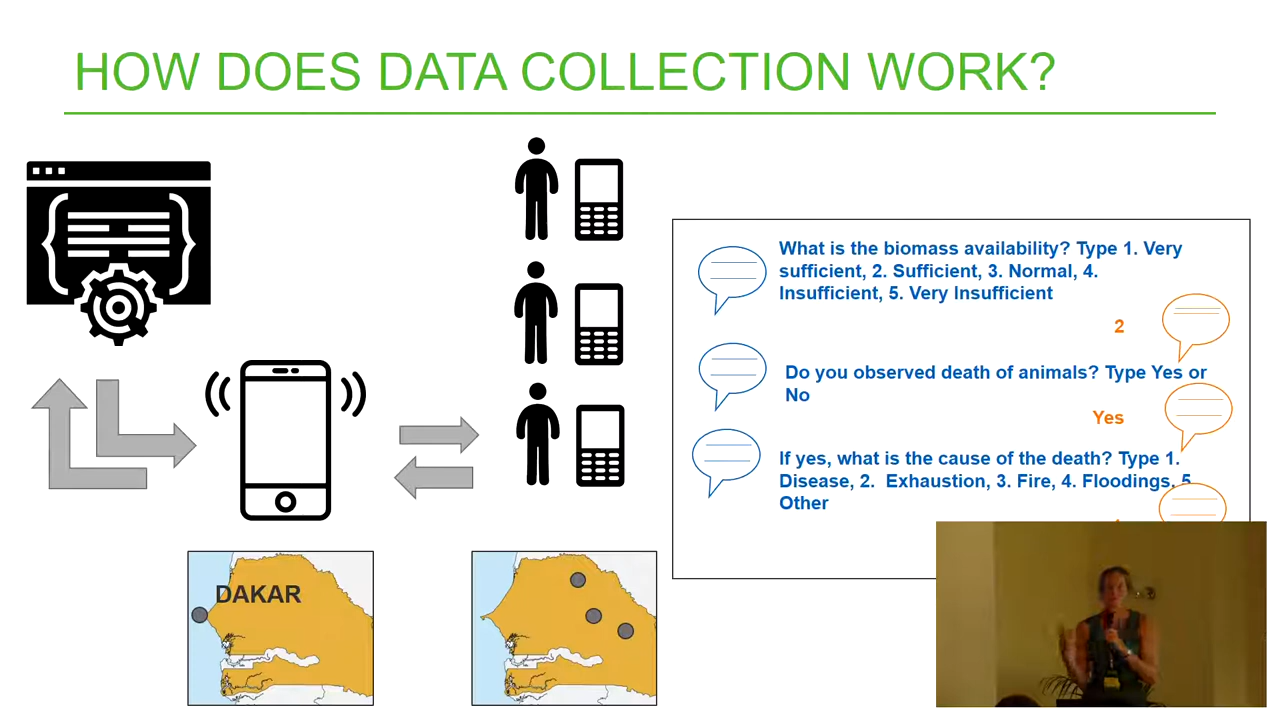 HOW DOES DATA COLLECTION WORK?
What is the biomass availability? Type 1. Very
sufficient, 2. Sufficient, 3. Normal, 4.
Insufficient, 5. Very Insufficient
2
Do you observed death of animals? Type Yes or
No
Yes
If yes, what is the cause of the death? Type 1.
Disease, 2. Exhaustion, 3. Fire, 4. Floodings, 5.
Other
DAKAR